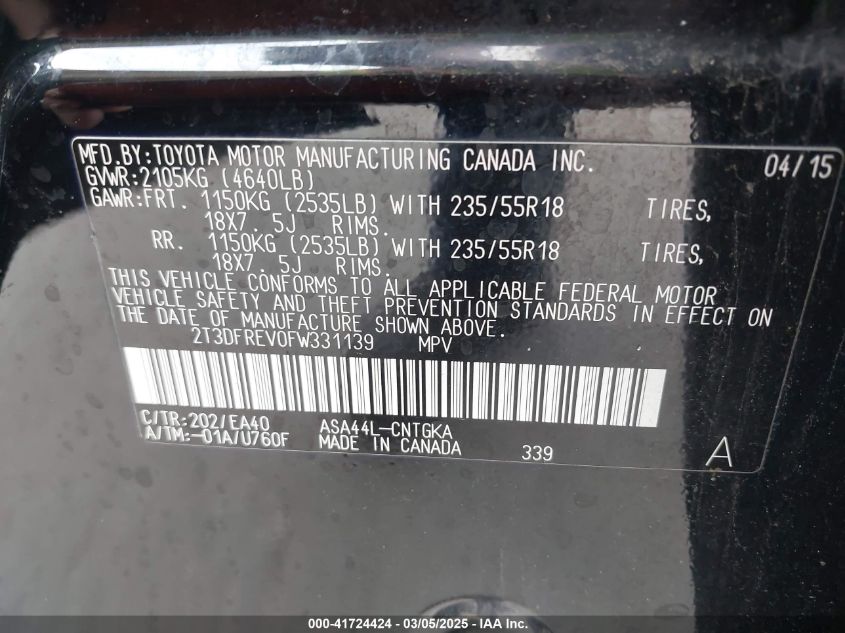 MFD.BY:TOYOTA MOTOR MANUFACTURING CANADA INC. 04/15
GVWR:2105KG (4640LB)
GAWR:FRT. 1150KG (2535LB) WITH 235/55R18 TIRES,
18X7. 5J RIMS.
RR. 1150KG (2535LB) WITH 235/55R18 TIRES,
18X7. 5J RIMS.
THIS VEHICLE CONFORMS TO ALL APPLICABLE FEDERAL MOTOR
VEHICLE SAFETY AND THEFT PREVENTION STANDARDS IN EFFECT ON
THE DATE OF MANUFACTURE SHOWN ABOVE.
2T3DFREV0FW331139 MPV
C/TR:202/EA40 ASA44L-CNTGKA
A/TM:-01A/U760F MADE IN CANADA 339 A
000-41724424 - 03/05/2025 - IAA Inc.